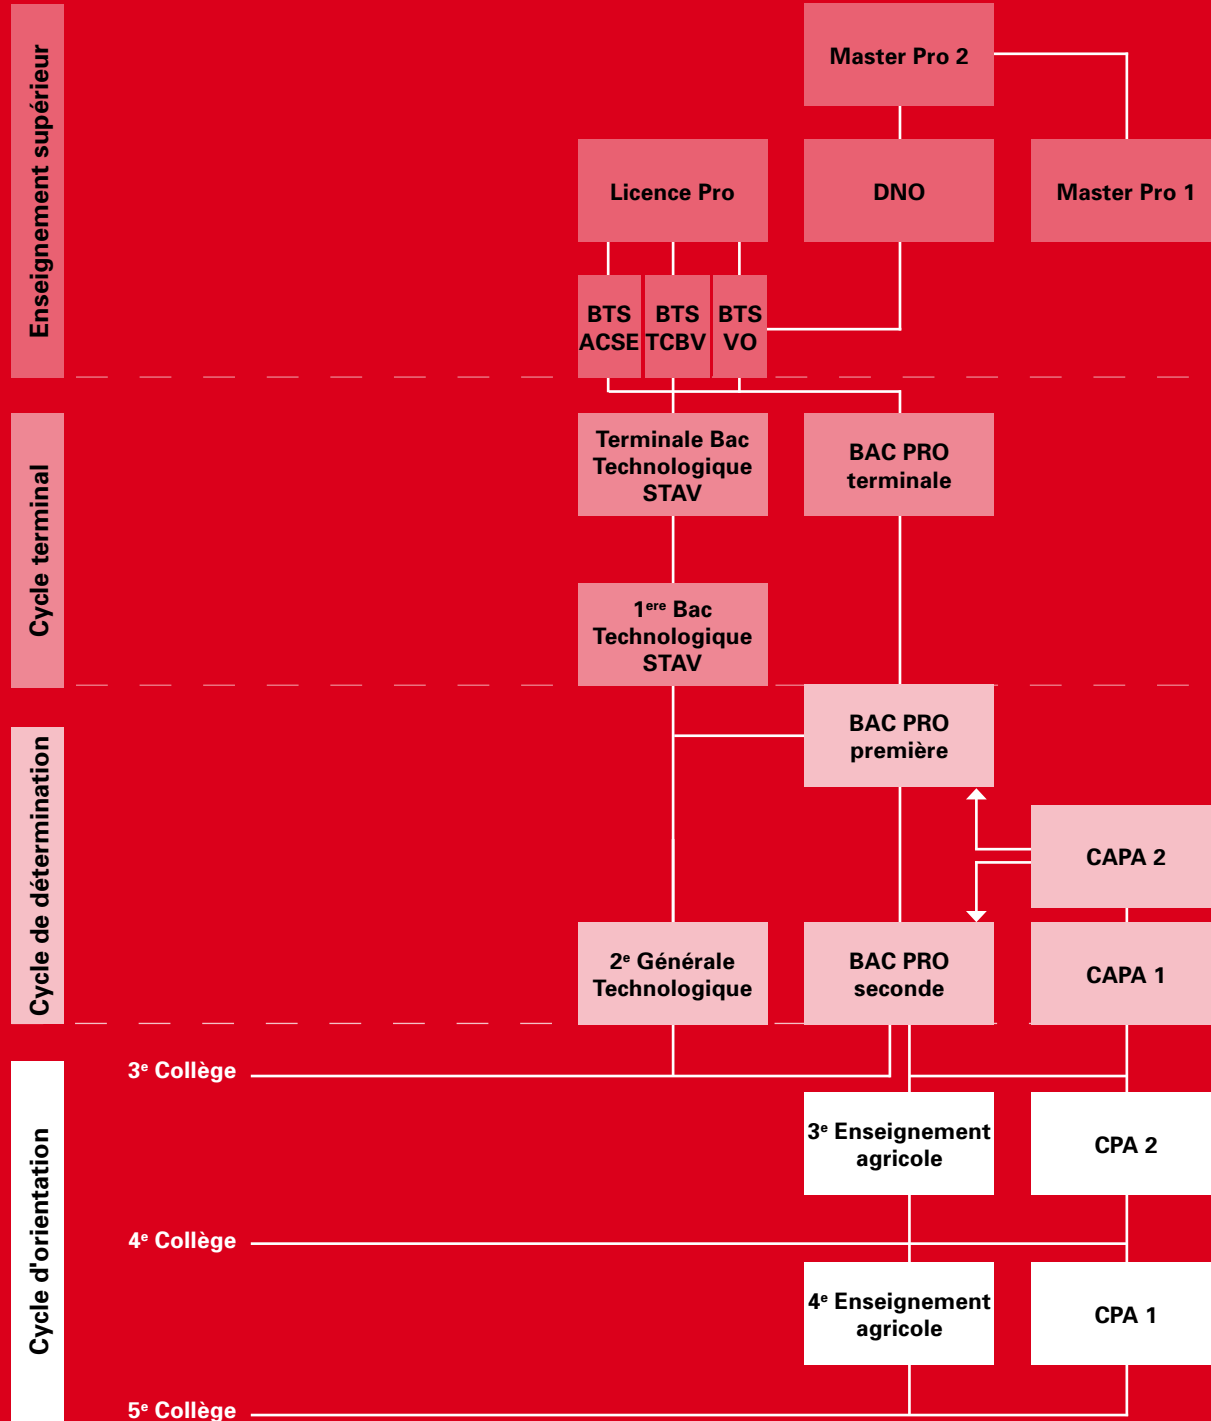 Enseignement supérieur
Master Pro 2
Licence Pro
DNO
Master Pro 1
BTS
ACSE
BTS
TCBV
BTS
VO
Cycle terminal
Terminale Bac
Technologique
STAV
BAC PRO
terminale
1ere Bac
Technologique
STAV
Cycle de détermination
BAC PRO
première
CAPA 2
2e Générale
Technologique
BAC PRO
seconde
CAPA 1
Cycle d'orientation
3e Collège
3e Enseignement
agricole
CPA 2
4e Collège
4e Enseignement
agricole
CPA 1
5e Collège